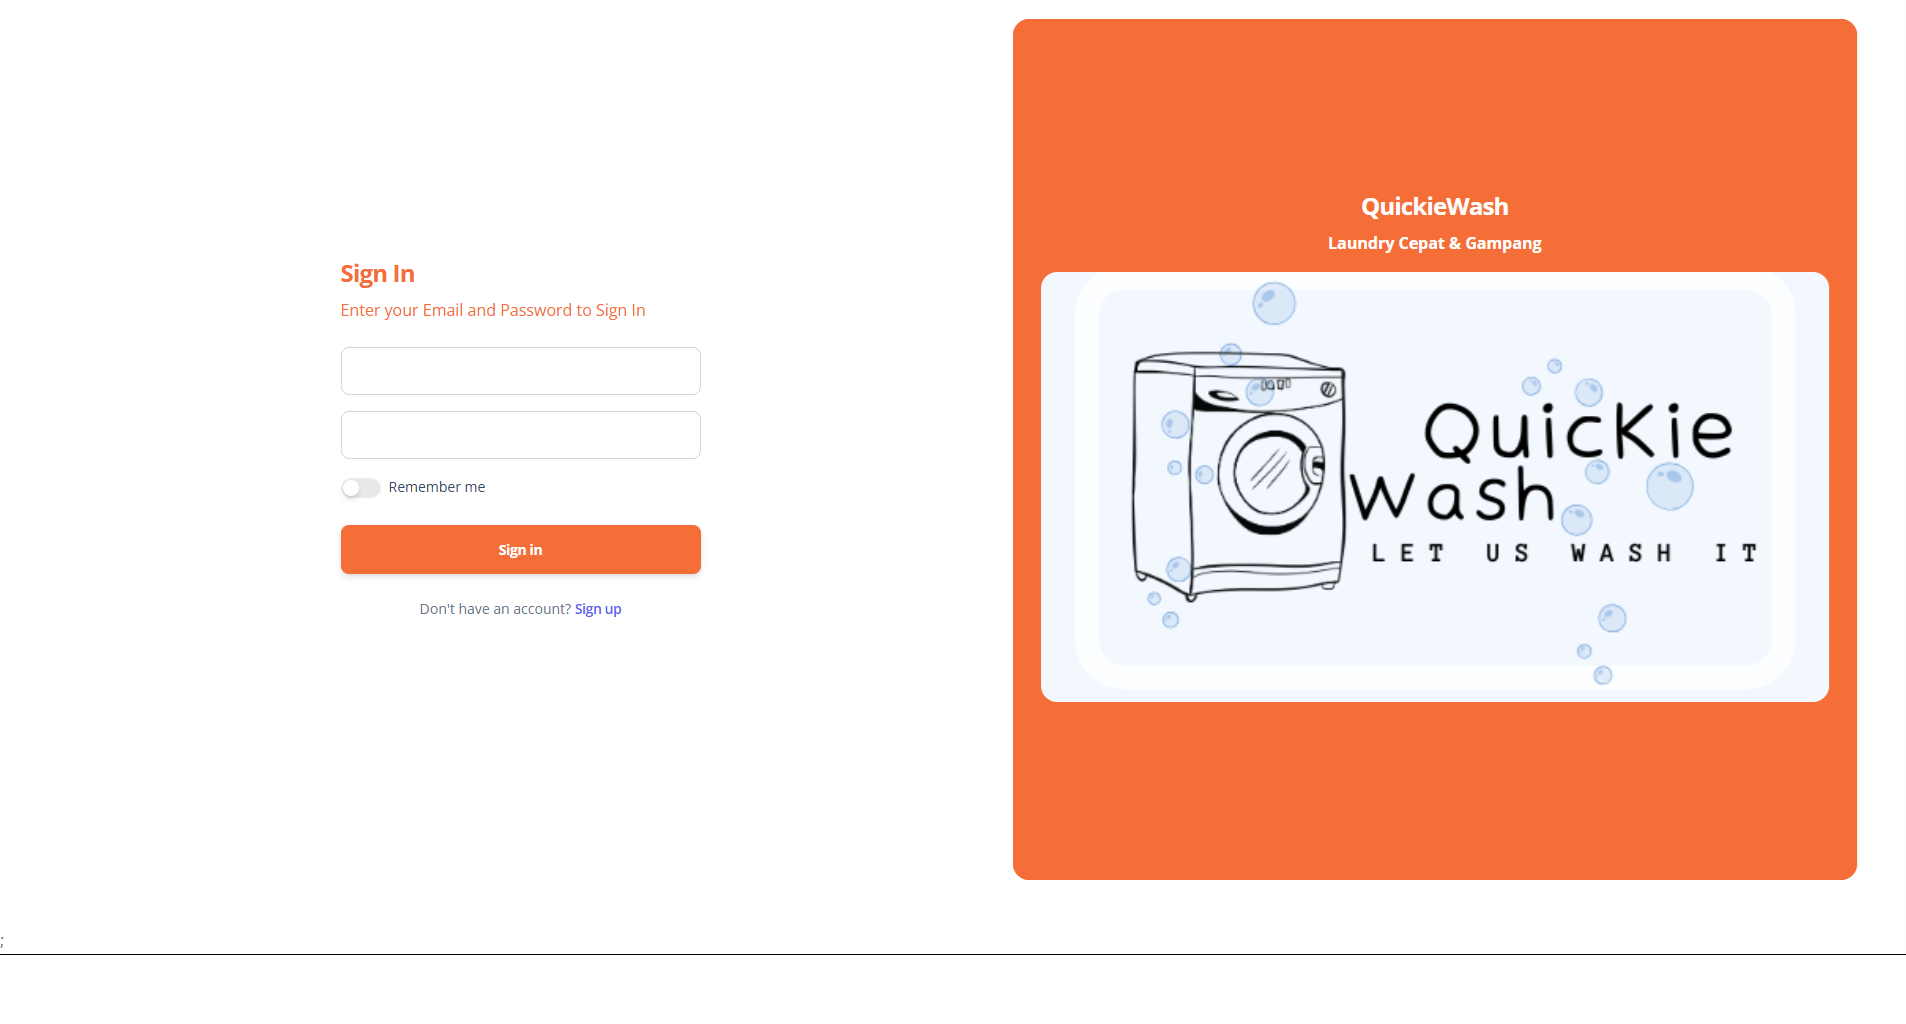 Sign In
Enter your Email and Password to Sign In
Remember me
Sign in
Don't have an account? Sign up
QuickieWash
Laundry Cepat & Gampang
Quickie
Wash
LET US WASH IT
;